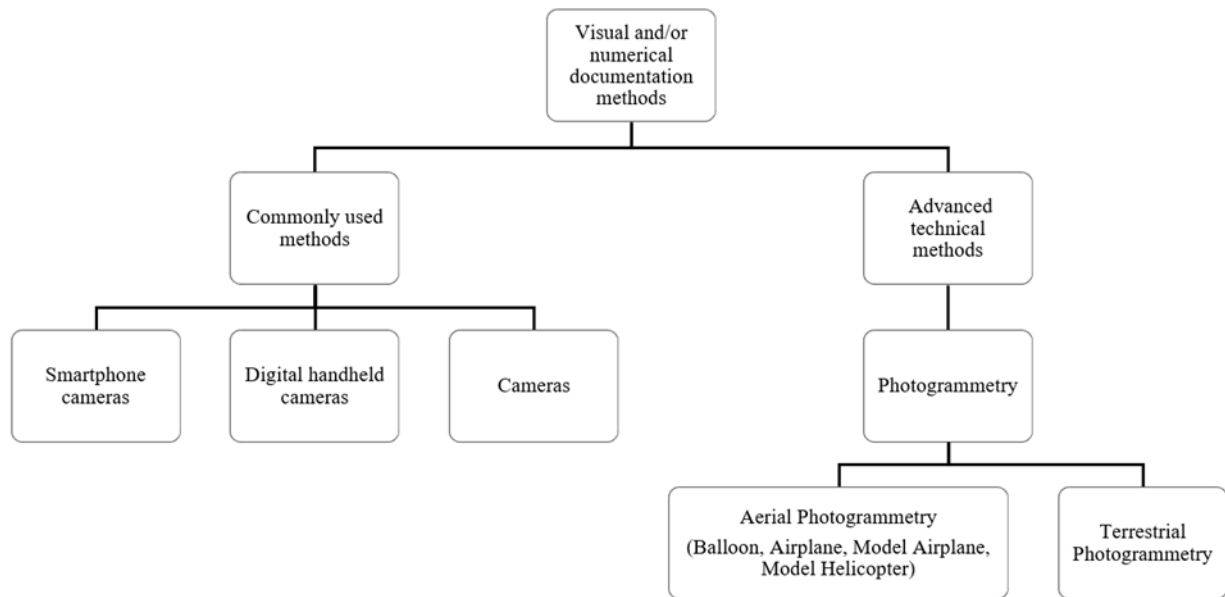 Visual and/or
numerical
documentation
methods
Commonly used
methods
Advanced
technical
methods
Smartphone
cameras
Digital handheld
cameras
Cameras
Photogrammetry
Aerial Photogrammetry
(Balloon, Airplane, Model Airplane,
Model Helicopter)
Terrestrial
Photogrammetry